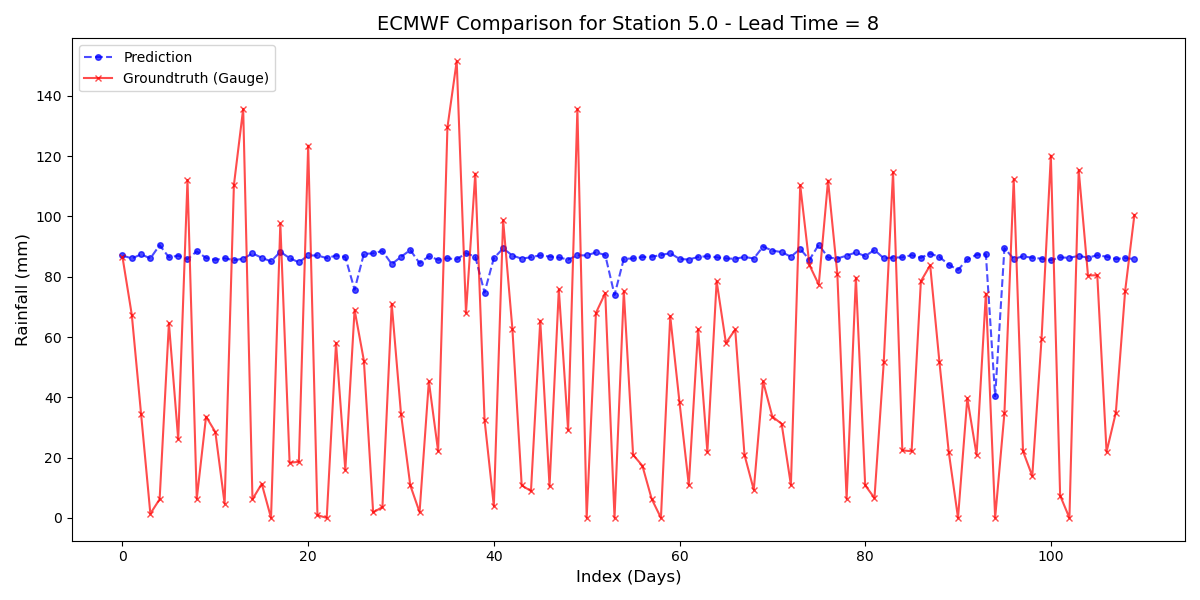 ECMWF Comparison for Station 5.0 - Lead Time = 8
Prediction
Groundtruth (Gauge)
Rainfall (mm)
140
120
100
80
60
40
20
0
0 20 40 60 80 100
Index (Days)